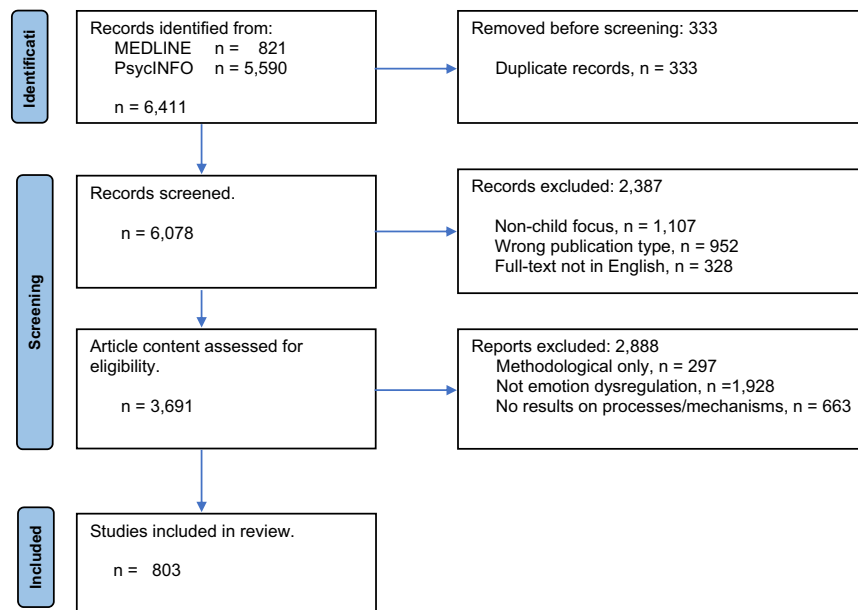 Identificati
Records identified from:
MEDLINE n = 821
PsycINFO n = 5,590
n = 6,411
Removed before screening: 333
Duplicate records, n = 333
Screening
Records screened.
n = 6,078
Records excluded: 2,387
Non-child focus, n = 1,107
Wrong publication type, n = 952
Full-text not in English, n = 328
Article content assessed for
eligibility.
n = 3,691
Reports excluded: 2,888
Methodological only, n = 297
Not emotion dysregulation, n =1,928
No results on processes/mechanisms, n = 663
Included
Studies included in review.
n = 803